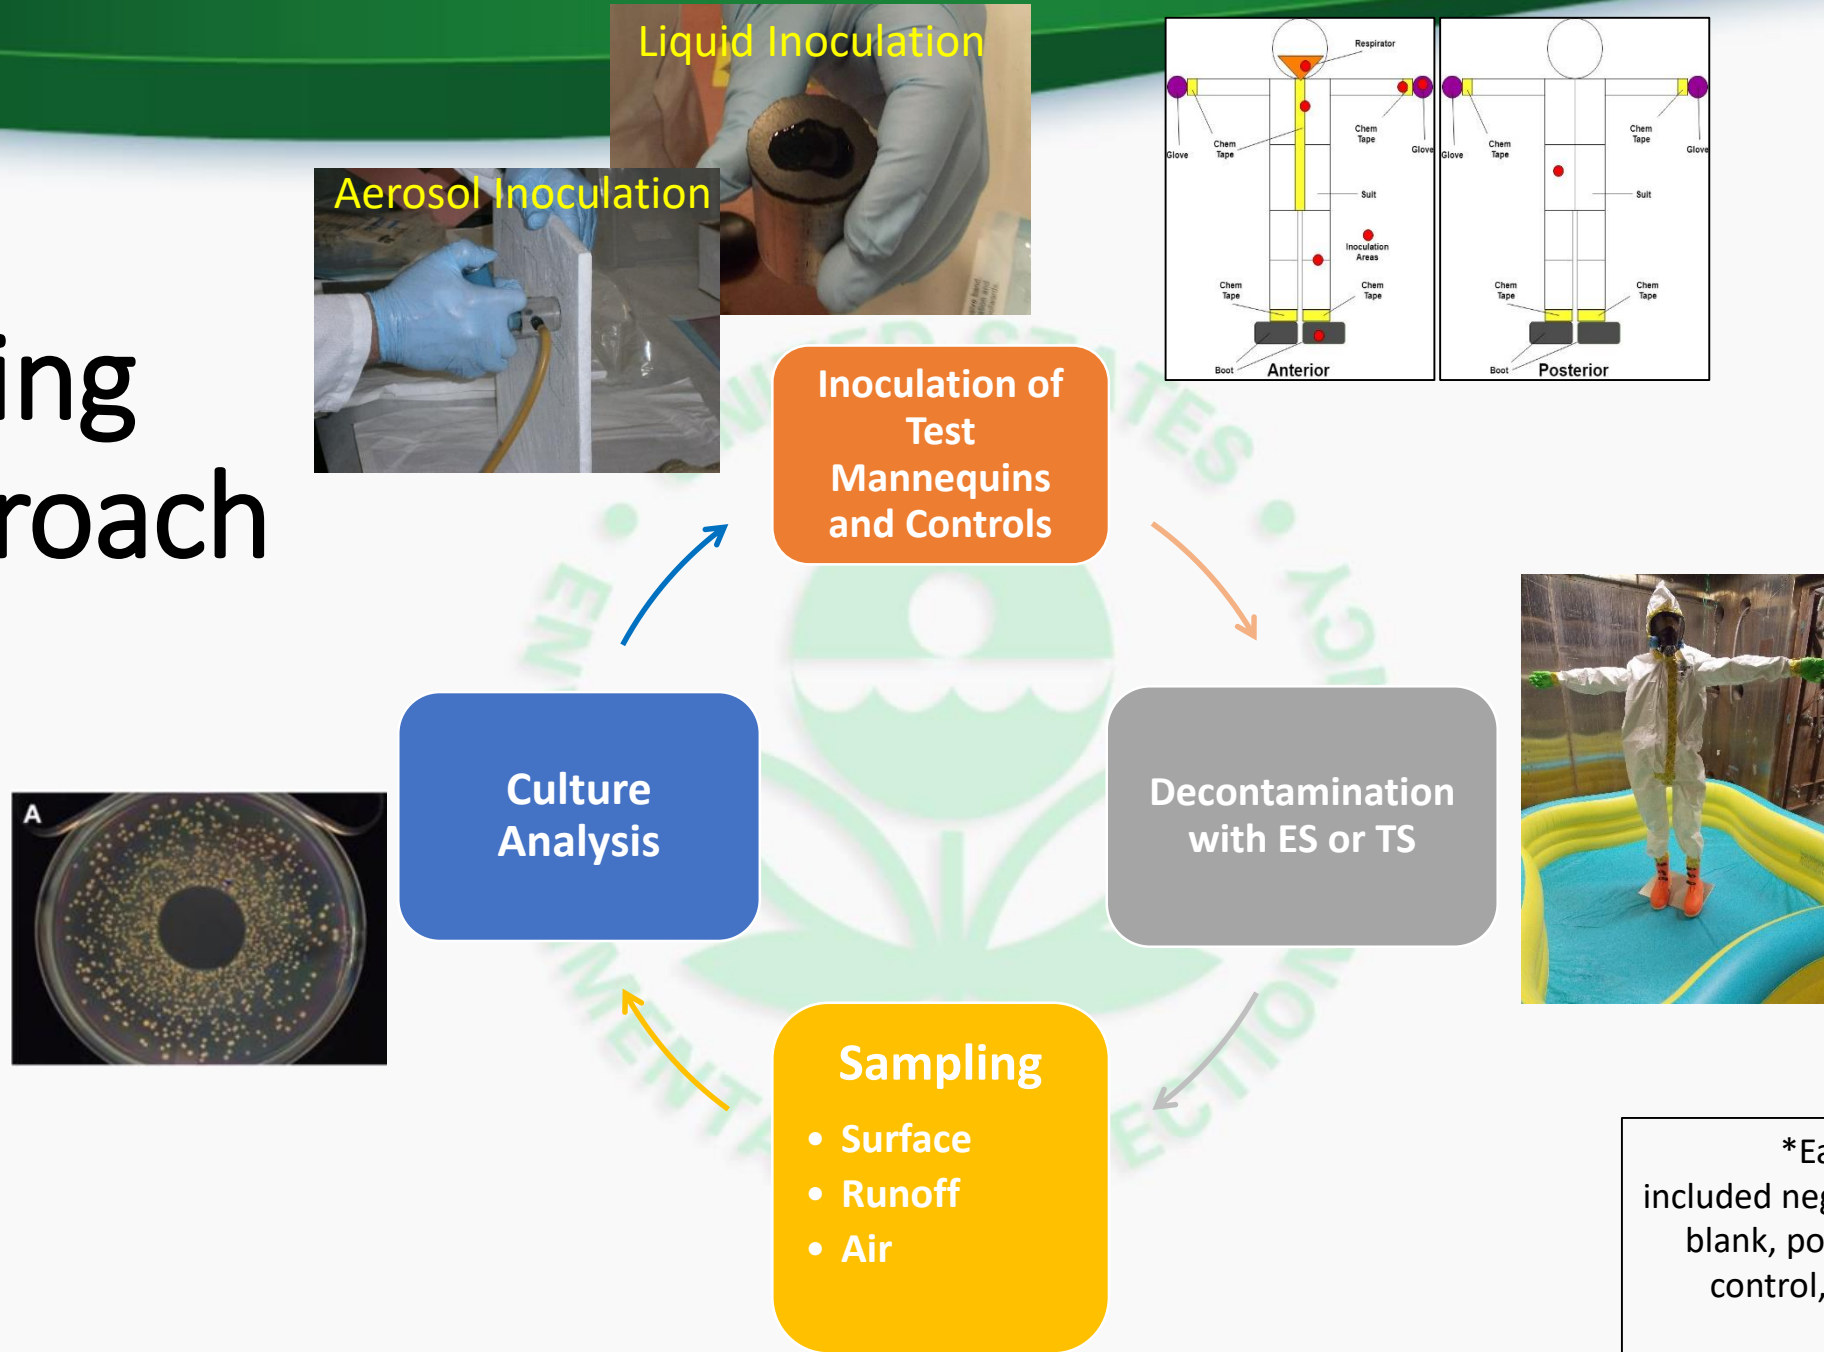 Liquid Inoculation
Aerosol Inoculation
ing
roach
Respirator
Glove
Chem
Tape
Chem
Tape
Glove
Suit
Inoculation
Areas
Chem
Tape
Chem
Tape
Boot
Anterior
Glove
Chem
Tape
Chem
Tape
Glove
Suit
Chem
Tape
Chem
Tape
Boot
Posterior
Inoculation of
Test
Mannequins
and Controls
Culture
Analysis
Decontamination
with ES or TS
A
Sampling
• Surface
• Runoff
• Air
*Ea
included neg
blank, po
control,
UNITED STATES